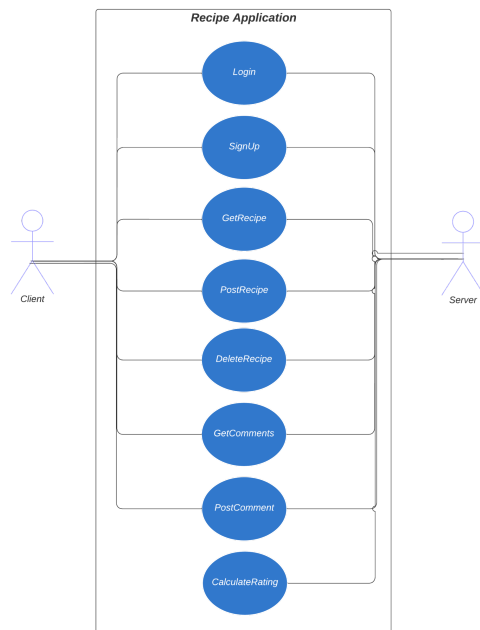 Recipe Application
Login
SignUp
GetRecipe
Client
Server
PostRecipe
DeleteRecipe
GetComments
PostComment
CalculateRating